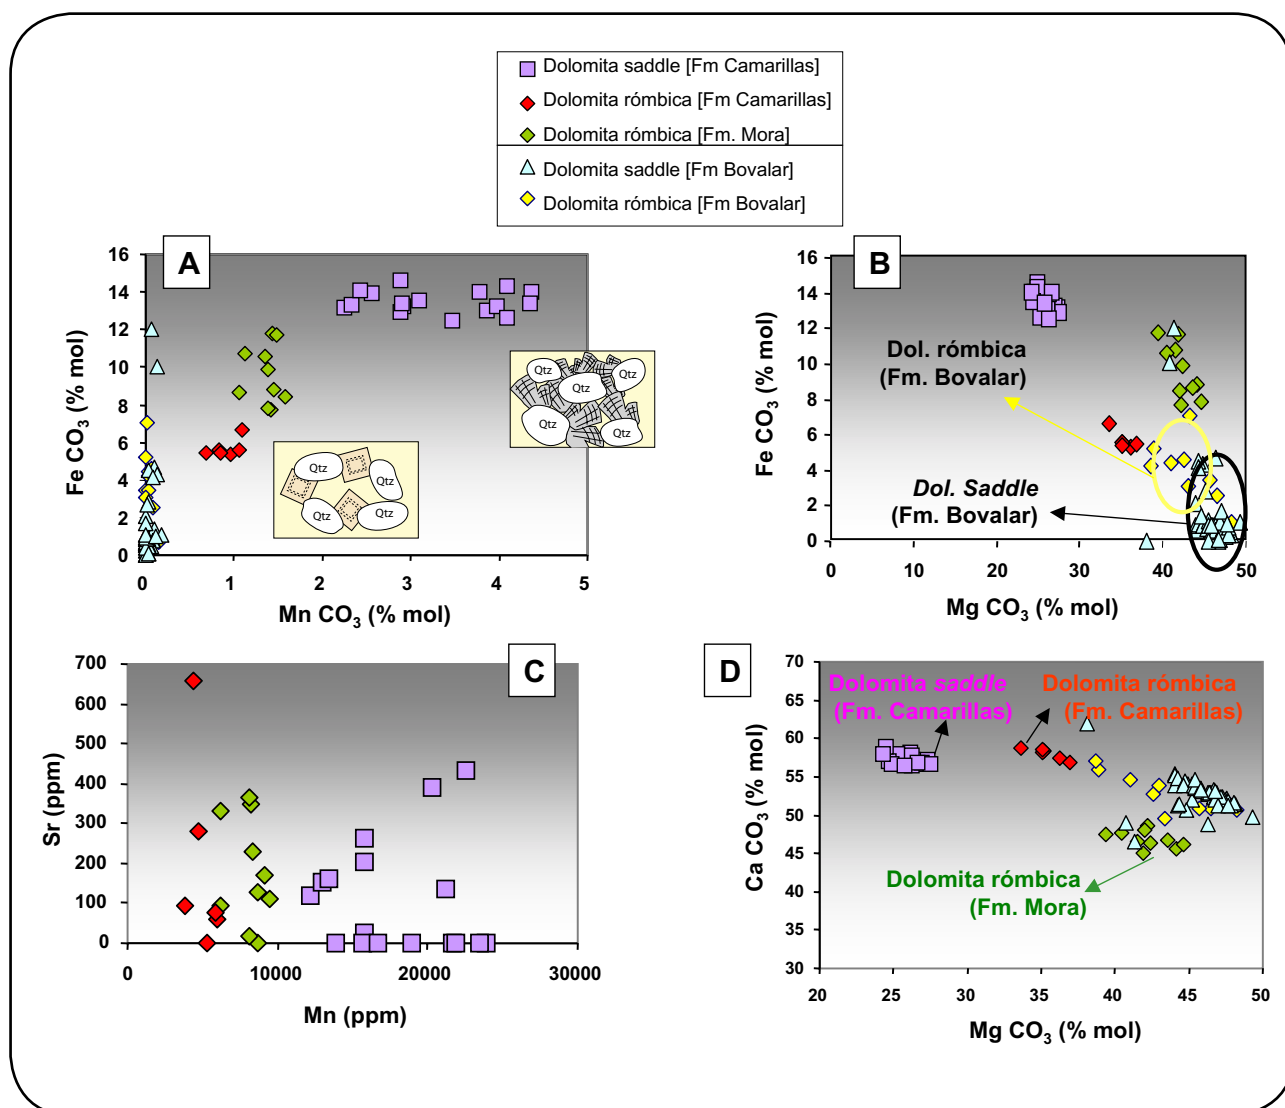 Dolomita saddle [Fm Camarillas]
Dolomita rómbica [Fm Camarillas]
Dolomita rómbica [Fm. Mora]
Dolomita saddle [Fm Bovalar]
Dolomita rómbica [Fm Bovalar]
A
16
14
12
10
8
6
4
2
0
Fe CO3 (% mol)
0 1 2 3 4 5
Mn CO3 (% mol)
Qtz Qtz
Qtz
Qtz Qtz
Qtz
Qtz
Qtz Qtz
B
16
14
12
10
8
6
4
2
0
Fe CO3 (% mol)
Dol. rómbica
(Fm. Bovalar)
Dol. Saddle
(Fm. Bovalar)
0 10 20 30 40 50
Mg CO3 (% mol)
C
700
600
500
400
300
200
100
0
Sr (ppm)
0 10000 20000 30000
Mn (ppm)
D
70
65
60
55
50
45
40
35
30
Ca CO3 (% mol)
Dolomita saddle
(Fm. Camarillas)
Dolomita rómbica
(Fm. Camarillas)
Dolomita rómbica
(Fm. Mora)
20 25 30 35 40 45 50
Mg CO3 (% mol)